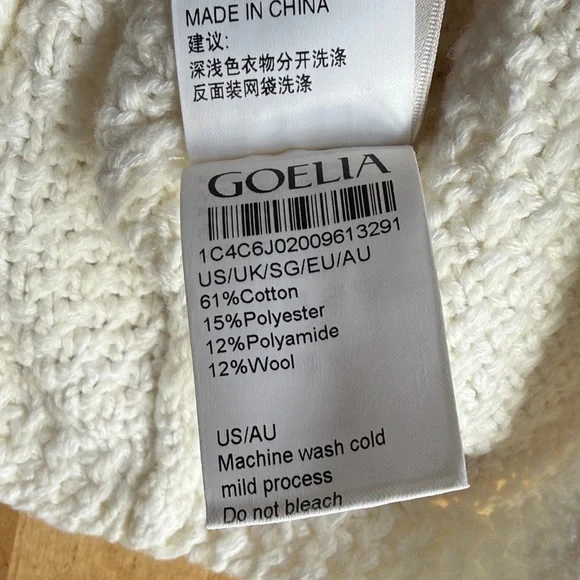 MADE IN CHINA
建议:
深浅色衣物分开洗涤
反面装网袋洗涤
GOELIA
1C4C6J02009613291
US/UK/SG/EU/AU
61%Cotton
15%Polyester
12%Polyamide
12%Wool
US/AU
Machine wash cold
mild process
Do not bleach